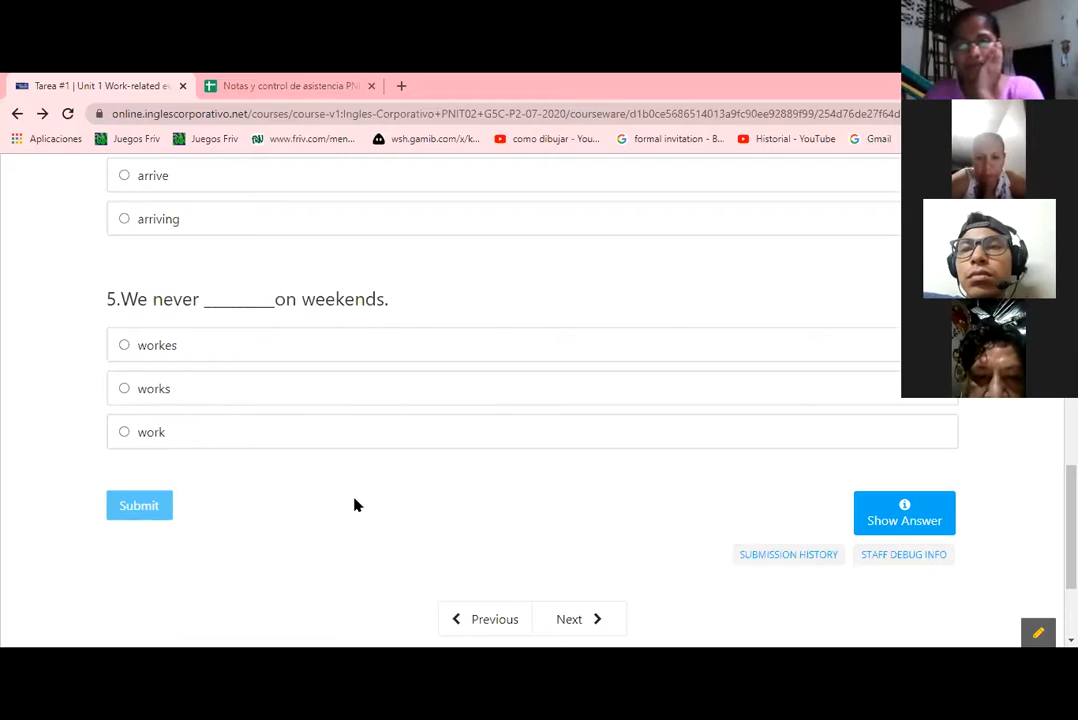 Tarea #1 | Unit 1 Work-related e
Notas y control de asistencia PNI
online.inglescorporativo.net/courses/course-v1:Ingles-Corporativo+PNIT02+G5C-P2-07-2020/courseware/d1b0ce5686514013a9fc90ee92889f99/254d76de27f64d
Aplicaciones
Juegos Friv
Juegos Friv
www.friv.com/men...
wsh.gamib.com/x/k...
como dibujar - You...
formal invitation - B...
Historial - YouTube
Gmail
arrive
arriving
5.We never ________on weekends.
workes
works
work
Submit
Show Answer
SUBMISSION HISTORY
STAFF DEBUG INFO
Previous
Next